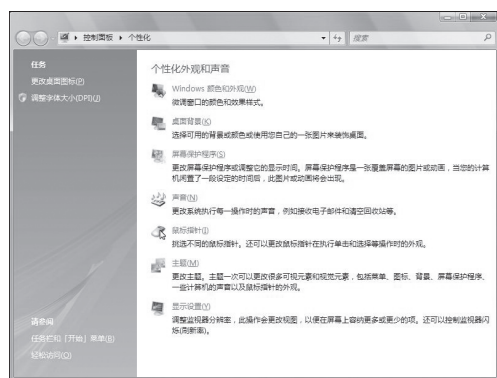 控制面板 ▸ 个性化
搜索
任务
更改桌面图标(P)
调整字体大小(DPI)(J)
个性化外观和声音
Windows 颜色和外观(W)
微调窗口的颜色和效果样式。
桌面背景(K)
选择可用的背景或颜色或使用您自己的一张图片来装饰桌面。
屏幕保护程序(S)
更改屏幕保护程序或调整它的显示时间。屏幕保护程序是一张覆盖屏幕的图片或动画，当您的计算
机闲置了一段设定的时间后，此图片或动画将会出现。
声音(N)
更改系统执行每一操作时的声音，例如接收电子邮件和清空回收站等。
鼠标指针(I)
挑选不同的鼠标指针。还可以更改鼠标指针在执行单击和选择等操作时的外观。
主题(M)
更改主题。主题一次可以更改很多可视元素和视觉元素，包括菜单、图标、背景、屏幕保护程序、
一些计算机的声音以及鼠标指针的外观。
显示设置(Y)
调整监视器分辨率，此操作会更改视图，以便在屏幕上容纳更多或更少的项。还可以控制监视器闪
烁(刷新率)。
请参阅
任务栏和「开始」菜单(B)
轻松访问(O)